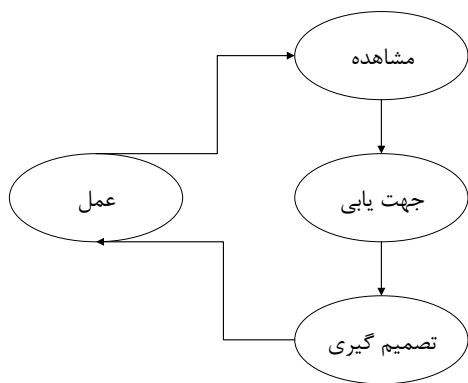 مشاهده
جهت یابی
عمل
تصمیم گیری